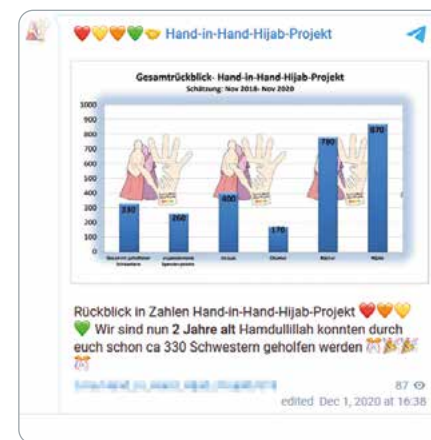 Hand-in-Hand-Hijab-Projekt
Gesamtrückblick- Hand-in-Hand-Hijab-Projekt
Schätzung: Nov 2018- Nov 2020
1000
900
800
700
600
500
400
300
200
100
0
330
260
400
170
780
870
Rückblick in Zahlen Hand-in-Hand-Hijab-Projekt
Wir sind nun 2 Jahre alt Hamdullillah konnten durch
euch schon ca 330 Schwestern geholfen werden
87
edited Dec 1, 2020 at 16:38